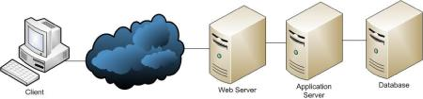 Client
Web Server
Application
Server
Database